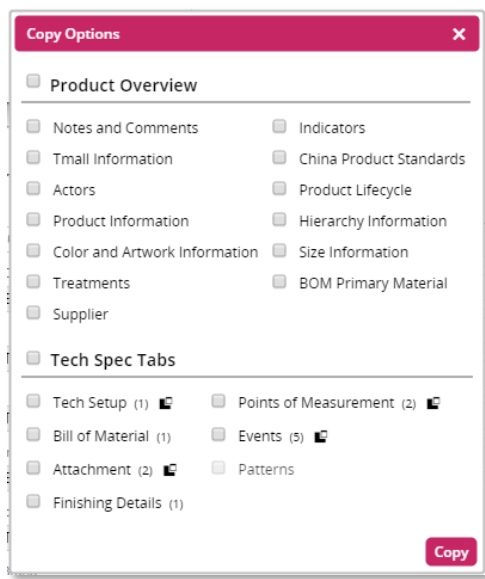 Copy Options
Product Overview
Notes and Comments Indicators
Tmall Information China Product Standards
Actors Product Lifecycle
Product Information Hierarchy Information
Color and Artwork Information Size Information
Treatments BOM Primary Material
Supplier
Tech Spec Tabs
Tech Setup (1) Points of Measurement (2)
Bill of Material (1) Events (5)
Attachment (2) Patterns
Finishing Details (1)
Copy